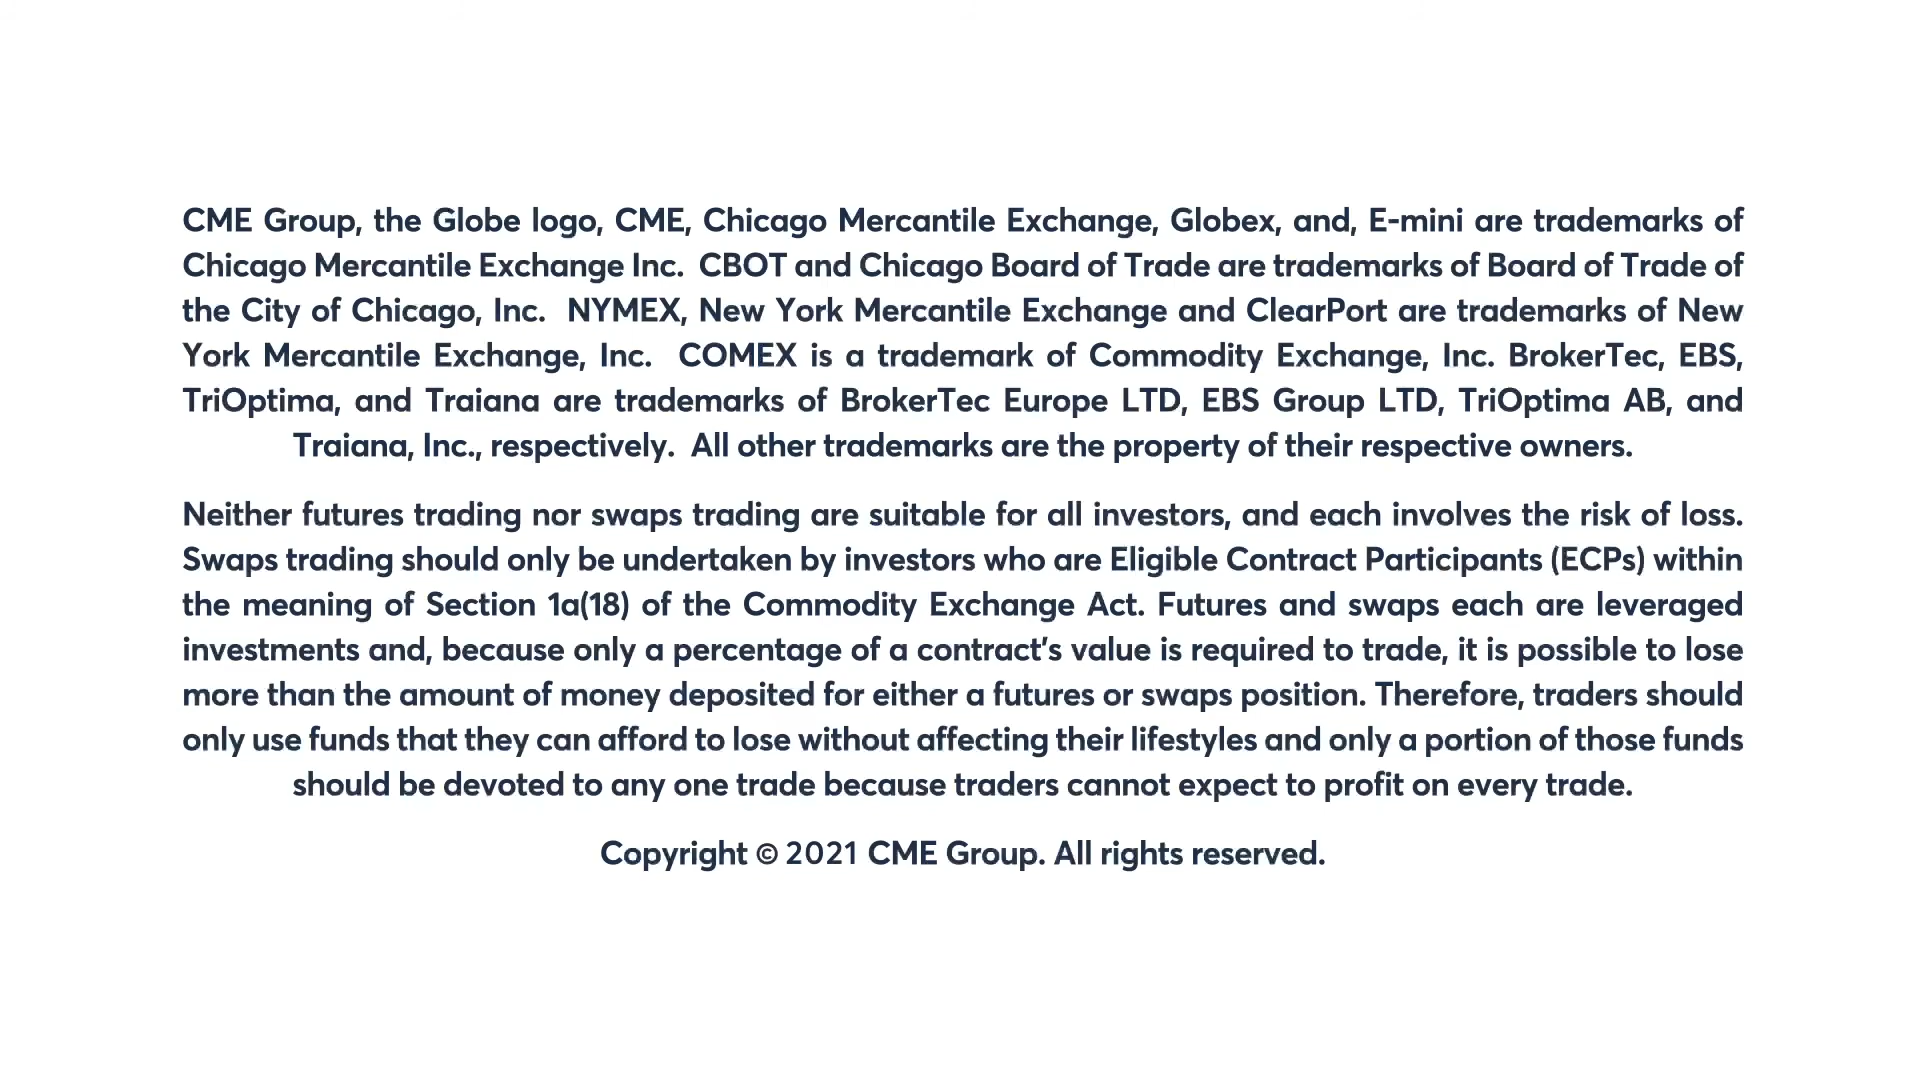 CME Group, the Globe logo, CME, Chicago Mercantile Exchange, Globex, and, E-mini are trademarks of
Chicago Mercantile Exchange Inc.  CBOT and Chicago Board of Trade are trademarks of Board of Trade of
the City of Chicago, Inc.  NYMEX, New York Mercantile Exchange and ClearPort are trademarks of New
York Mercantile Exchange, Inc.  COMEX is a trademark of Commodity Exchange, Inc. BrokerTec, EBS,
TriOptima, and Traiana are trademarks of BrokerTec Europe LTD, EBS Group LTD, TriOptima AB, and
Traiana, Inc., respectively.  All other trademarks are the property of their respective owners.
Neither futures trading nor swaps trading are suitable for all investors, and each involves the risk of loss.
Swaps trading should only be undertaken by investors who are Eligible Contract Participants (ECPs) within
the meaning of Section 1a(18) of the Commodity Exchange Act. Futures and swaps each are leveraged
investments and, because only a percentage of a contract's value is required to trade, it is possible to lose
more than the amount of money deposited for either a futures or swaps position. Therefore, traders should
only use funds that they can afford to lose without affecting their lifestyles and only a portion of those funds
should be devoted to any one trade because traders cannot expect to profit on every trade.
Copyright © 2021 CME Group. All rights reserved.